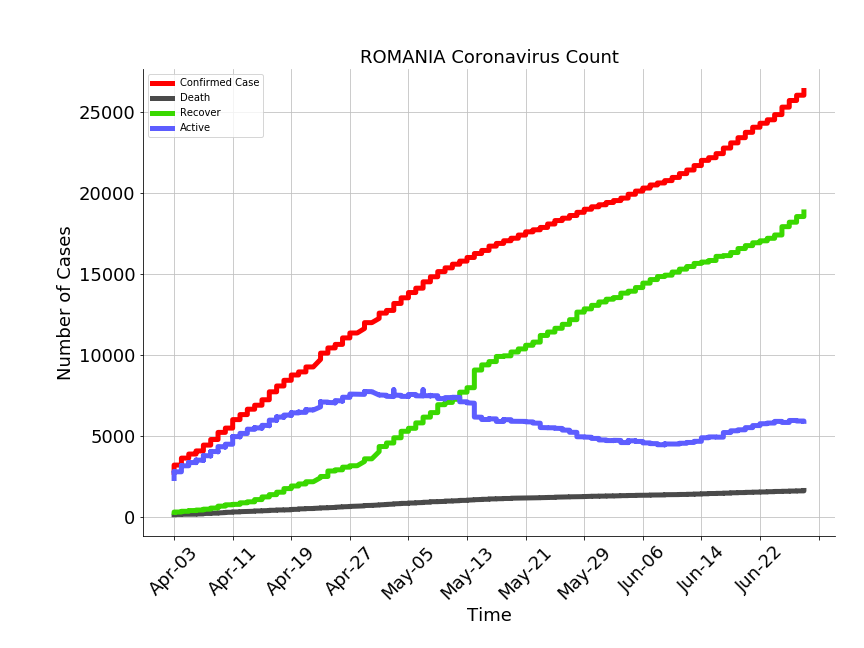 ROMANIA Coronavirus Count
Confirmed Case
Death
Recover
Active
Number of Cases
25000
20000
15000
10000
5000
0
Apr-03
Apr-11
Apr-19
Apr-27
May-05
May-13
May-21
May-29
Jun-06
Jun-14
Jun-22
Time